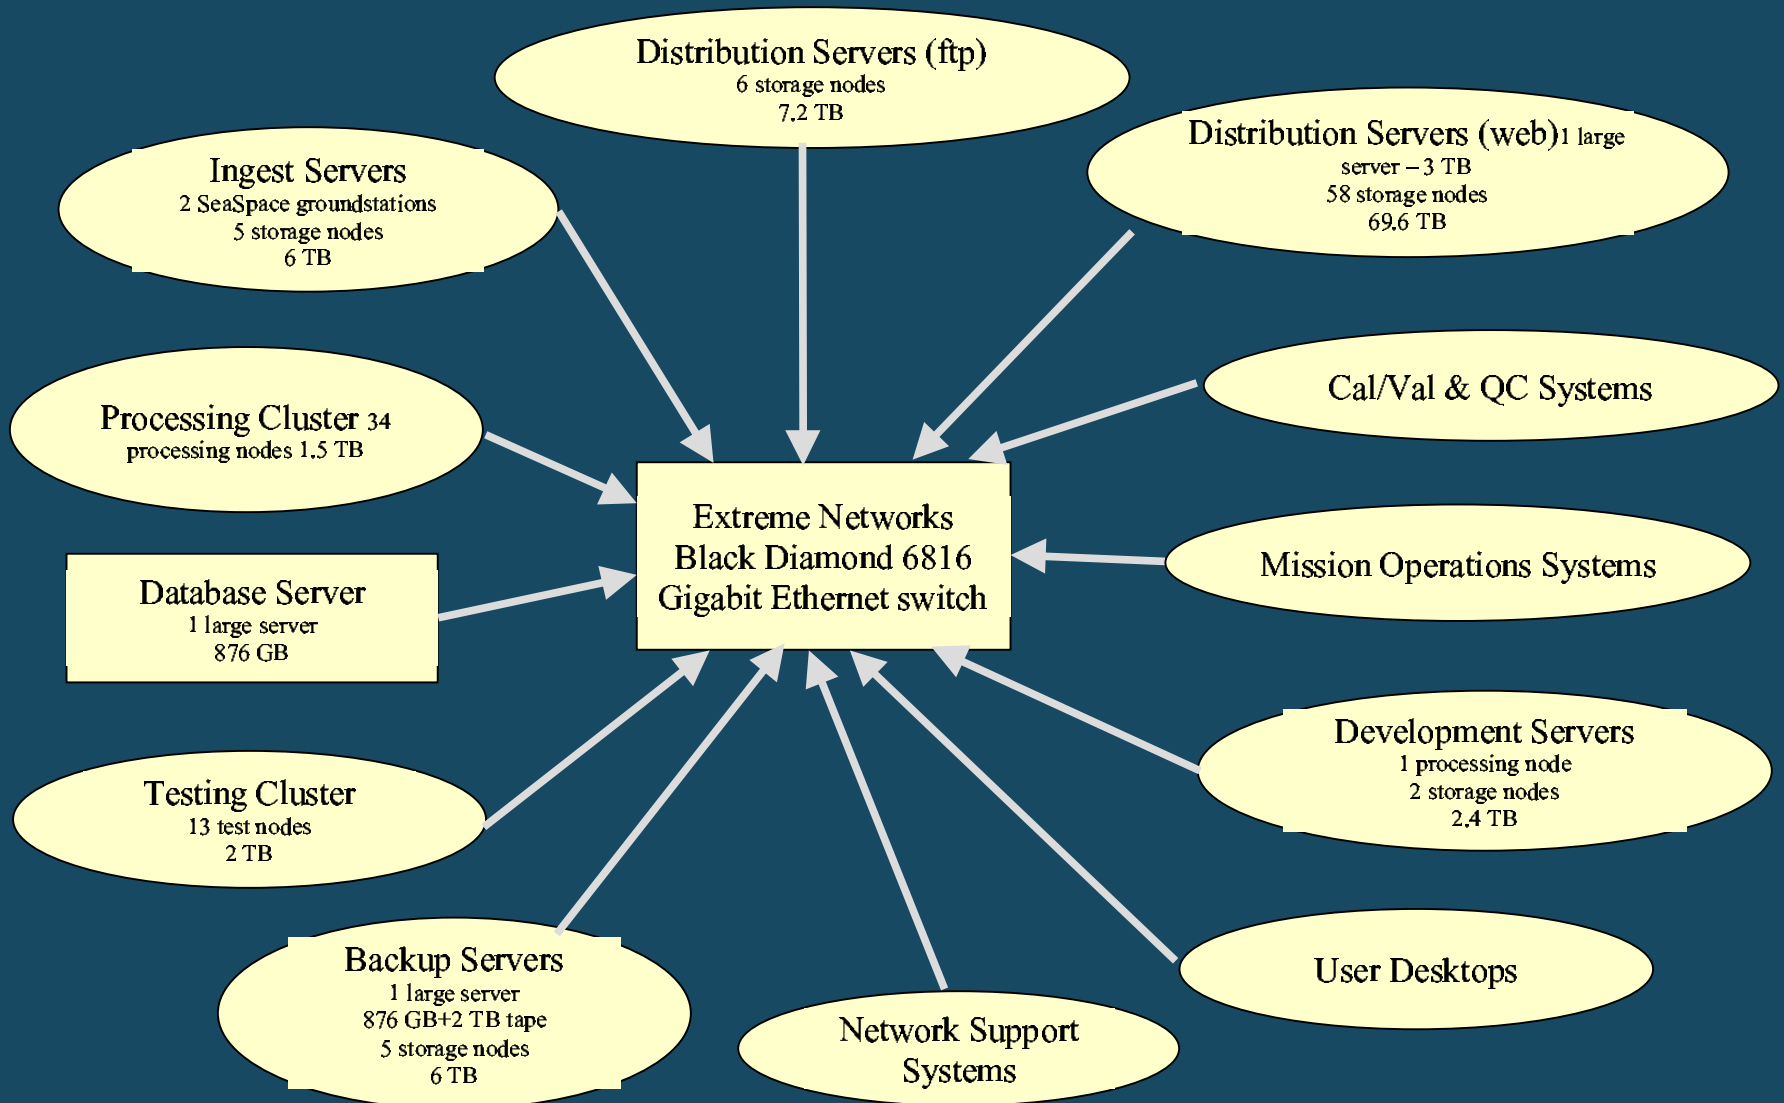 Distribution Servers (ftp)
6 storage nodes
7.2 TB
Distribution Servers (web)1 large
server – 3 TB
58 storage nodes
69.6 TB
Ingest Servers
2 SeaSpace groundstations
5 storage nodes
6 TB
Cal/Val & QC Systems
Processing Cluster 34
processing nodes 1.5 TB
Extreme Networks
Black Diamond 6816
Gigabit Ethernet switch
Mission Operations Systems
Database Server
1 large server
876 GB
Development Servers
1 processing node
2 storage nodes
2.4 TB
Testing Cluster
13 test nodes
2 TB
Backup Servers
1 large server
876 GB+2 TB tape
5 storage nodes
6 TB
User Desktops
Network Support
Systems